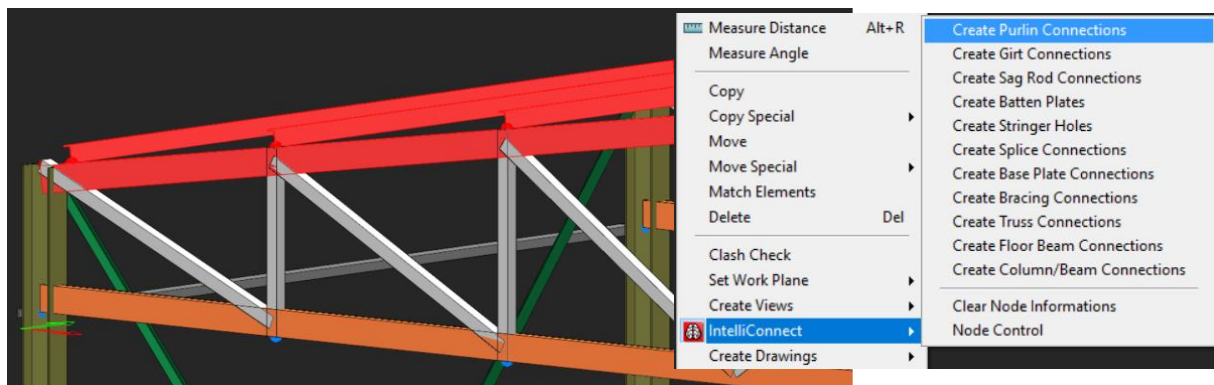 Measure Distance Alt+R
Measure Angle
Copy
Copy Special
Move
Move Special
Match Elements
Delete Del
Clash Check
Set Work Plane
Create Views
IntelliConnect
Create Drawings
Create Purlin Connections
Create Girt Connections
Create Sag Rod Connections
Create Batten Plates
Create Stringer Holes
Create Splice Connections
Create Base Plate Connections
Create Bracing Connections
Create Truss Connections
Create Floor Beam Connections
Create Column/Beam Connections
Clear Node Informations
Node Control